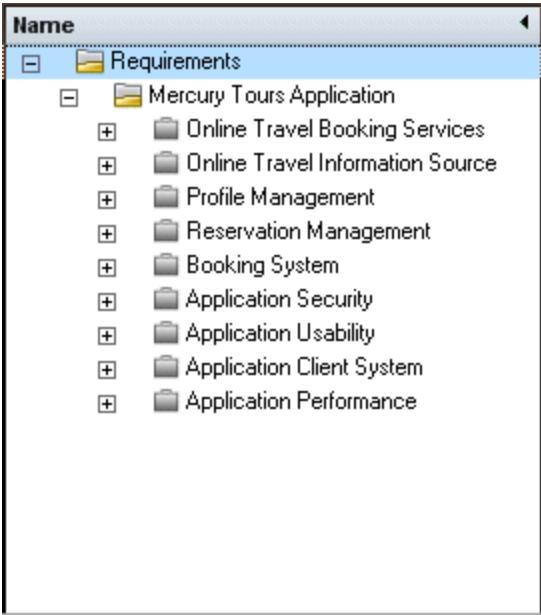 Name
Requirements
Mercury Tours Application
Online Travel Booking Services
Online Travel Information Source
Profile Management
Reservation Management
Booking System
Application Security
Application Usability
Application Client System
Application Performance